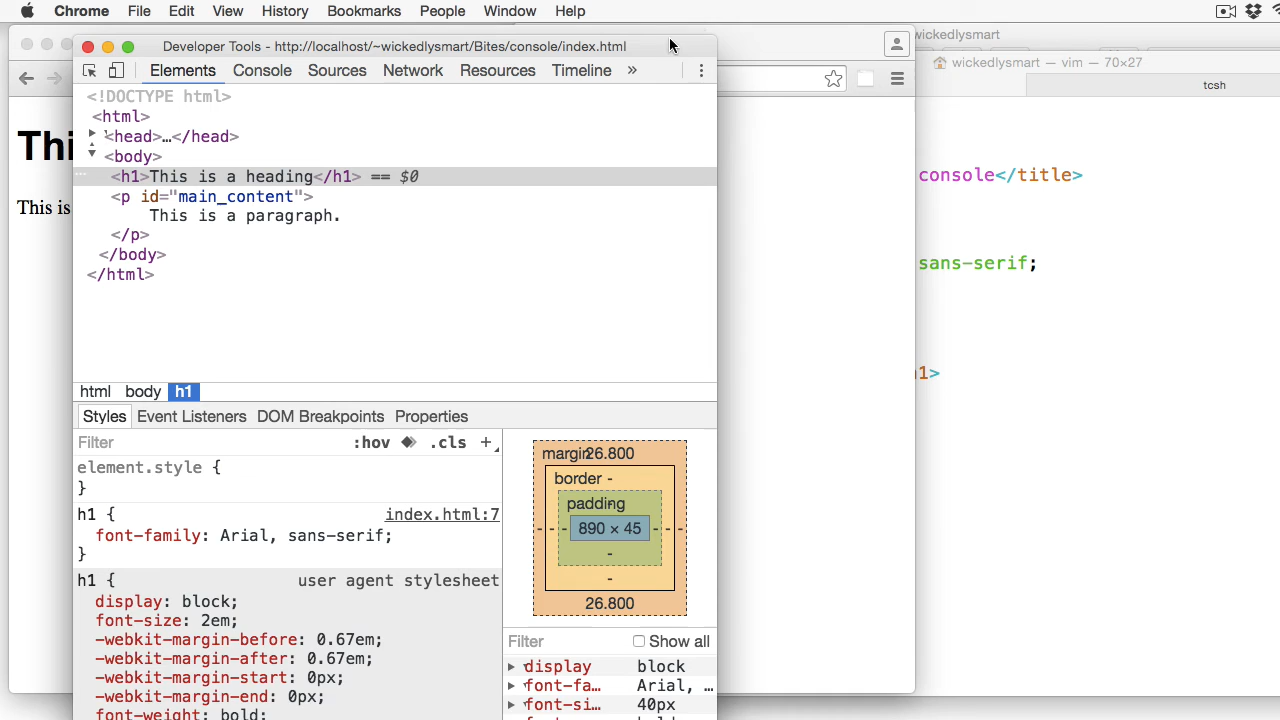 Chrome File Edit View History Bookmarks People Window Help
wickedlysmart
Developer Tools - http://localhost/~wickedlysmart/Bites/console/index.html
wickedlysmart — vim — 70×27
tcsh
Elements Console Sources Network Resources Timeline »
<!DOCTYPE html>
<html>
<head>…</head>
<body>
<h1>This is a heading</h1> == $0
<p id="main_content">
This is a paragraph.
</p>
</body>
</html>
Thi
This is
console</title>
sans-serif;
1>
html body h1
Styles Event Listeners DOM Breakpoints Properties
Filter :hov .cls +
element.style {
}
h1 { index.html:7
font-family: Arial, sans-serif;
}
h1 { user agent stylesheet
display: block;
font-size: 2em;
-webkit-margin-before: 0.67em;
-webkit-margin-after: 0.67em;
-webkit-margin-start: 0px;
-webkit-margin-end: 0px;
font-weight: bold;
margin 26.800
border -
padding -
- - - 890 × 45 - - -
-
-
26.800
Filter Show all
display block
font-fa… Arial, …
font-si… 40px